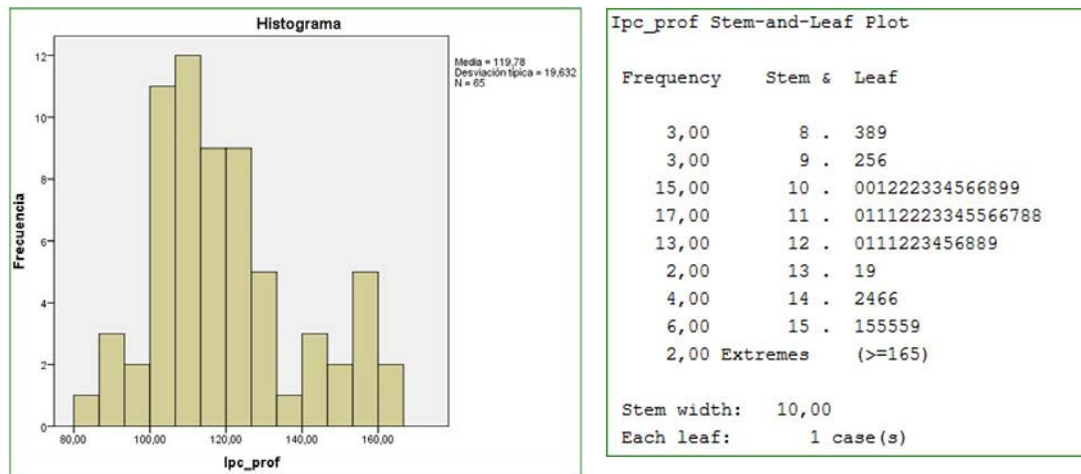 Histograma
Media = 119,78
Desviación típica = 19,632
N = 65
12
10
8
6
4
2
0
Frecuencia
80,00 100,00 120,00 140,00 160,00
Ipc_prof
Ipc_prof Stem-and-Leaf Plot
Frequency Stem & Leaf
3,00 8 . 389
3,00 9 . 256
15,00 10 . 001222334566899
17,00 11 . 01112223345566788
13,00 12 . 0111223456889
2,00 13 . 19
4,00 14 . 2466
6,00 15 . 155559
2,00 Extremes (>=165)
Stem width: 10,00
Each leaf: 1 case(s)